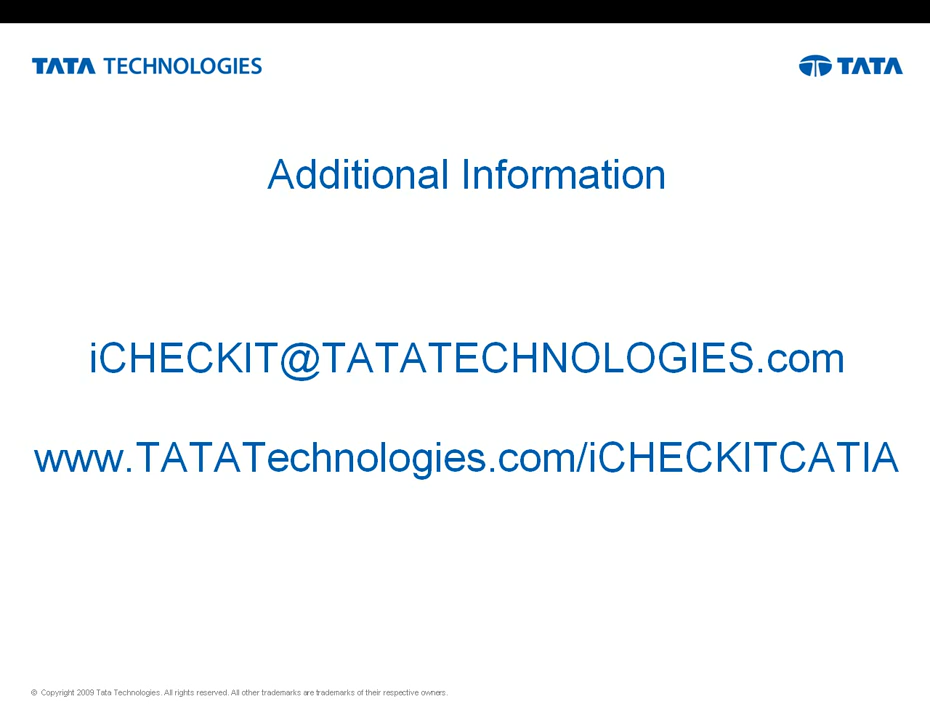 TATA TECHNOLOGIES
TATA
Additional Information
iCHECKIT@TATATECHNOLOGIES.com
www.TATATechnologies.com/iCHECKITCATIA
© Copyright 2009 Tata Technologies. All rights reserved. All other trademarks are trademarks of their respective owners.